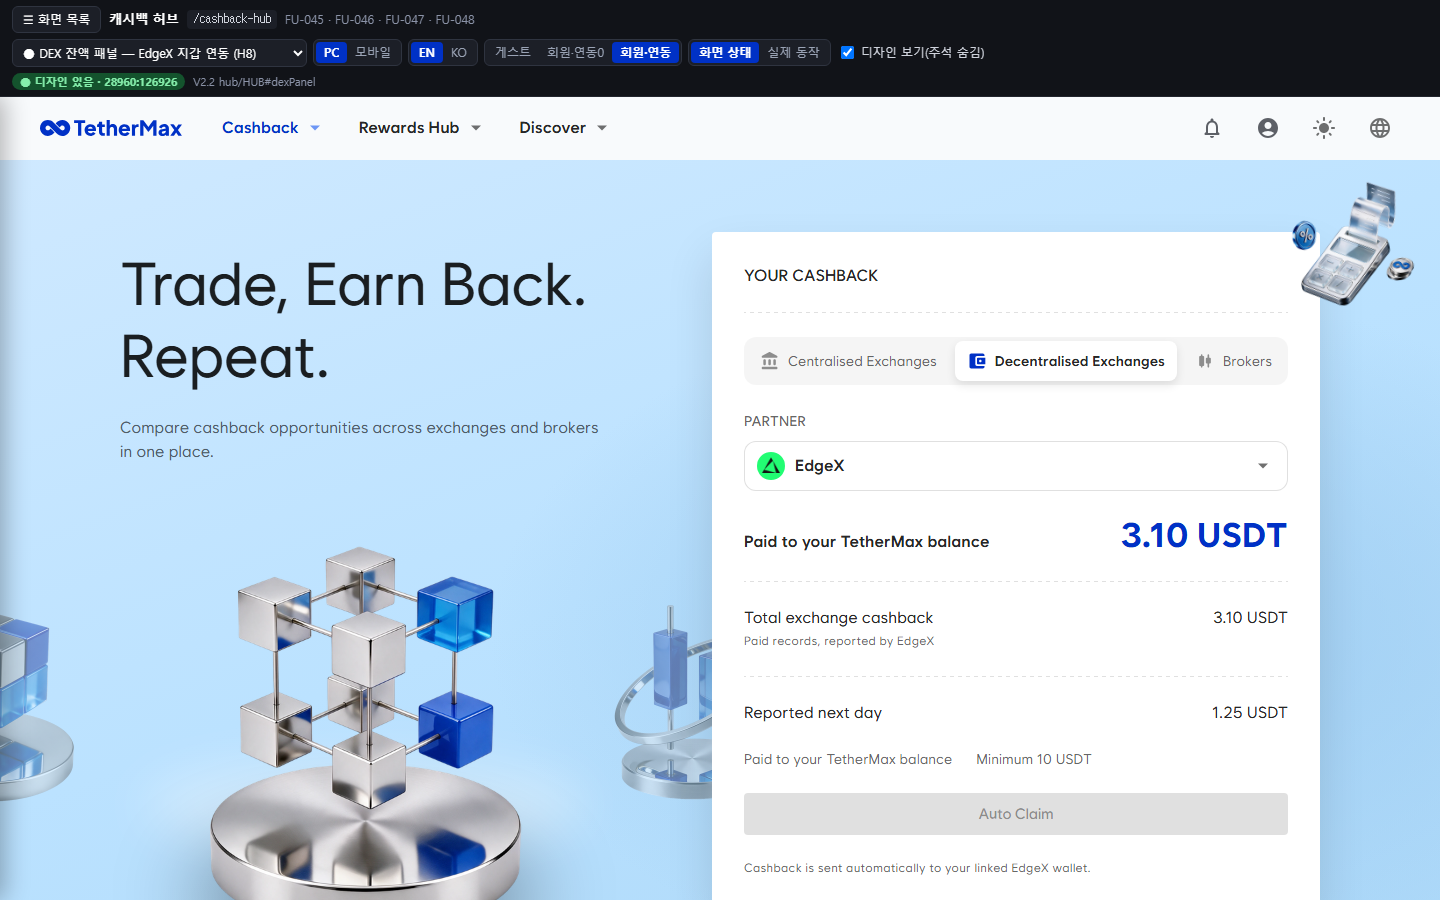 ☰ 화면 목록 캐시백 허브 /cashback-hub FU-045 · FU-046 · FU-047 · FU-048
● DEX 잔액 패널 — EdgeX 지갑 연동 (H8) PC 모바일 EN KO 게스트 회원·연동0 회원·연동 화면 상태 실제 동작 디자인 보기(주석 숨김)
● 디자인 있음 · 28960:126926 V2.2 hub/HUB#dexPanel
TetherMax Cashback Rewards Hub Discover
Trade, Earn Back.
Repeat.
Compare cashback opportunities across exchanges and brokers
in one place.
YOUR CASHBACK
Centralised Exchanges Decentralised Exchanges Brokers
PARTNER
EdgeX
Paid to your TetherMax balance 3.10 USDT
Total exchange cashback 3.10 USDT
Paid records, reported by EdgeX
Reported next day 1.25 USDT
Paid to your TetherMax balance Minimum 10 USDT
Auto Claim
Cashback is sent automatically to your linked EdgeX wallet.